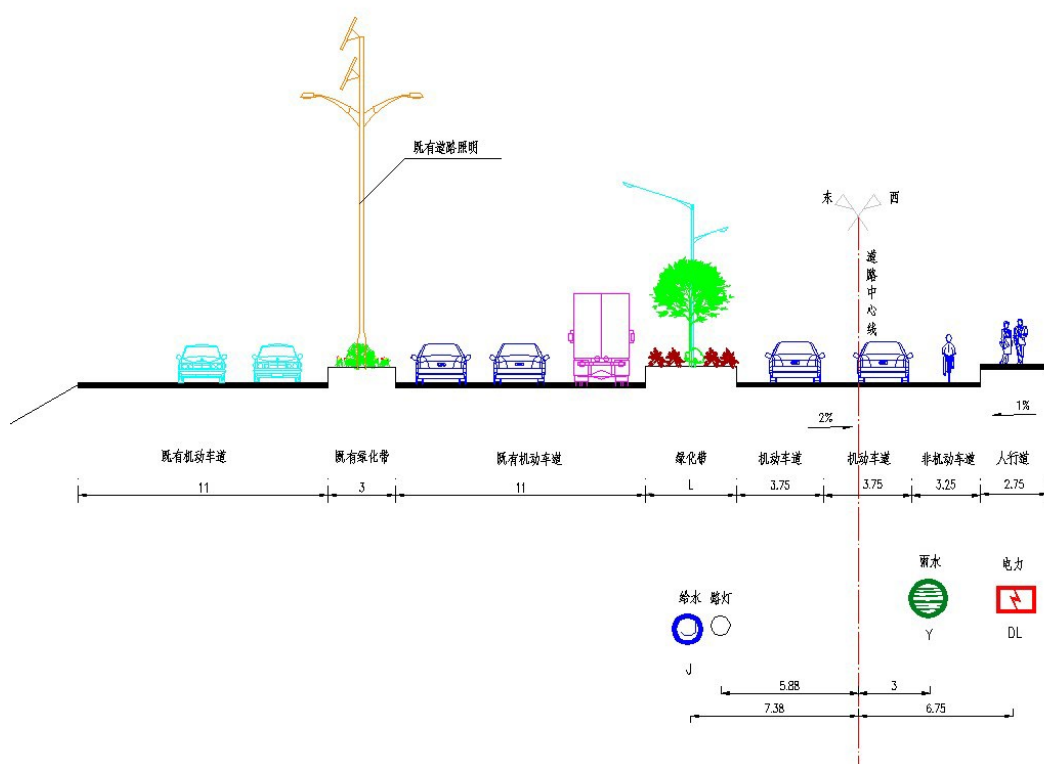 既有道路照明
东 西
道路中心线
2%
1%
既有机动车道 既有绿化带 既有机动车道 绿化带 机动车道 机动车道 非机动车道 人行道
11 3 11 L 3.75 3.75 3.25 2.75
雨水 电力
给水 路灯
Y DL
J
5.88 3
7.38 6.75